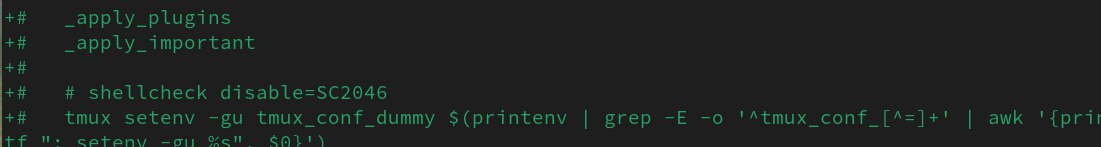 +#   _apply_plugins
+#   _apply_important
+#
+#   # shellcheck disable=SC2046
+#   tmux setenv -gu tmux_conf_dummy $(printenv | grep -E -o '^tmux_conf_[^=]+' | awk '{prin
tf "; setenv -gu %s", $0}')